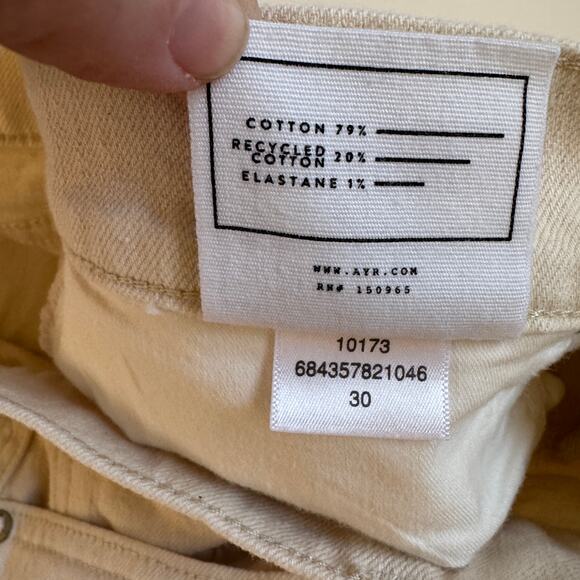 COTTON 79%
RECYCLED
COTTON 20%
ELASTANE 1%
WWW.AYR.COM
RN# 150965
10173
684357821046
30